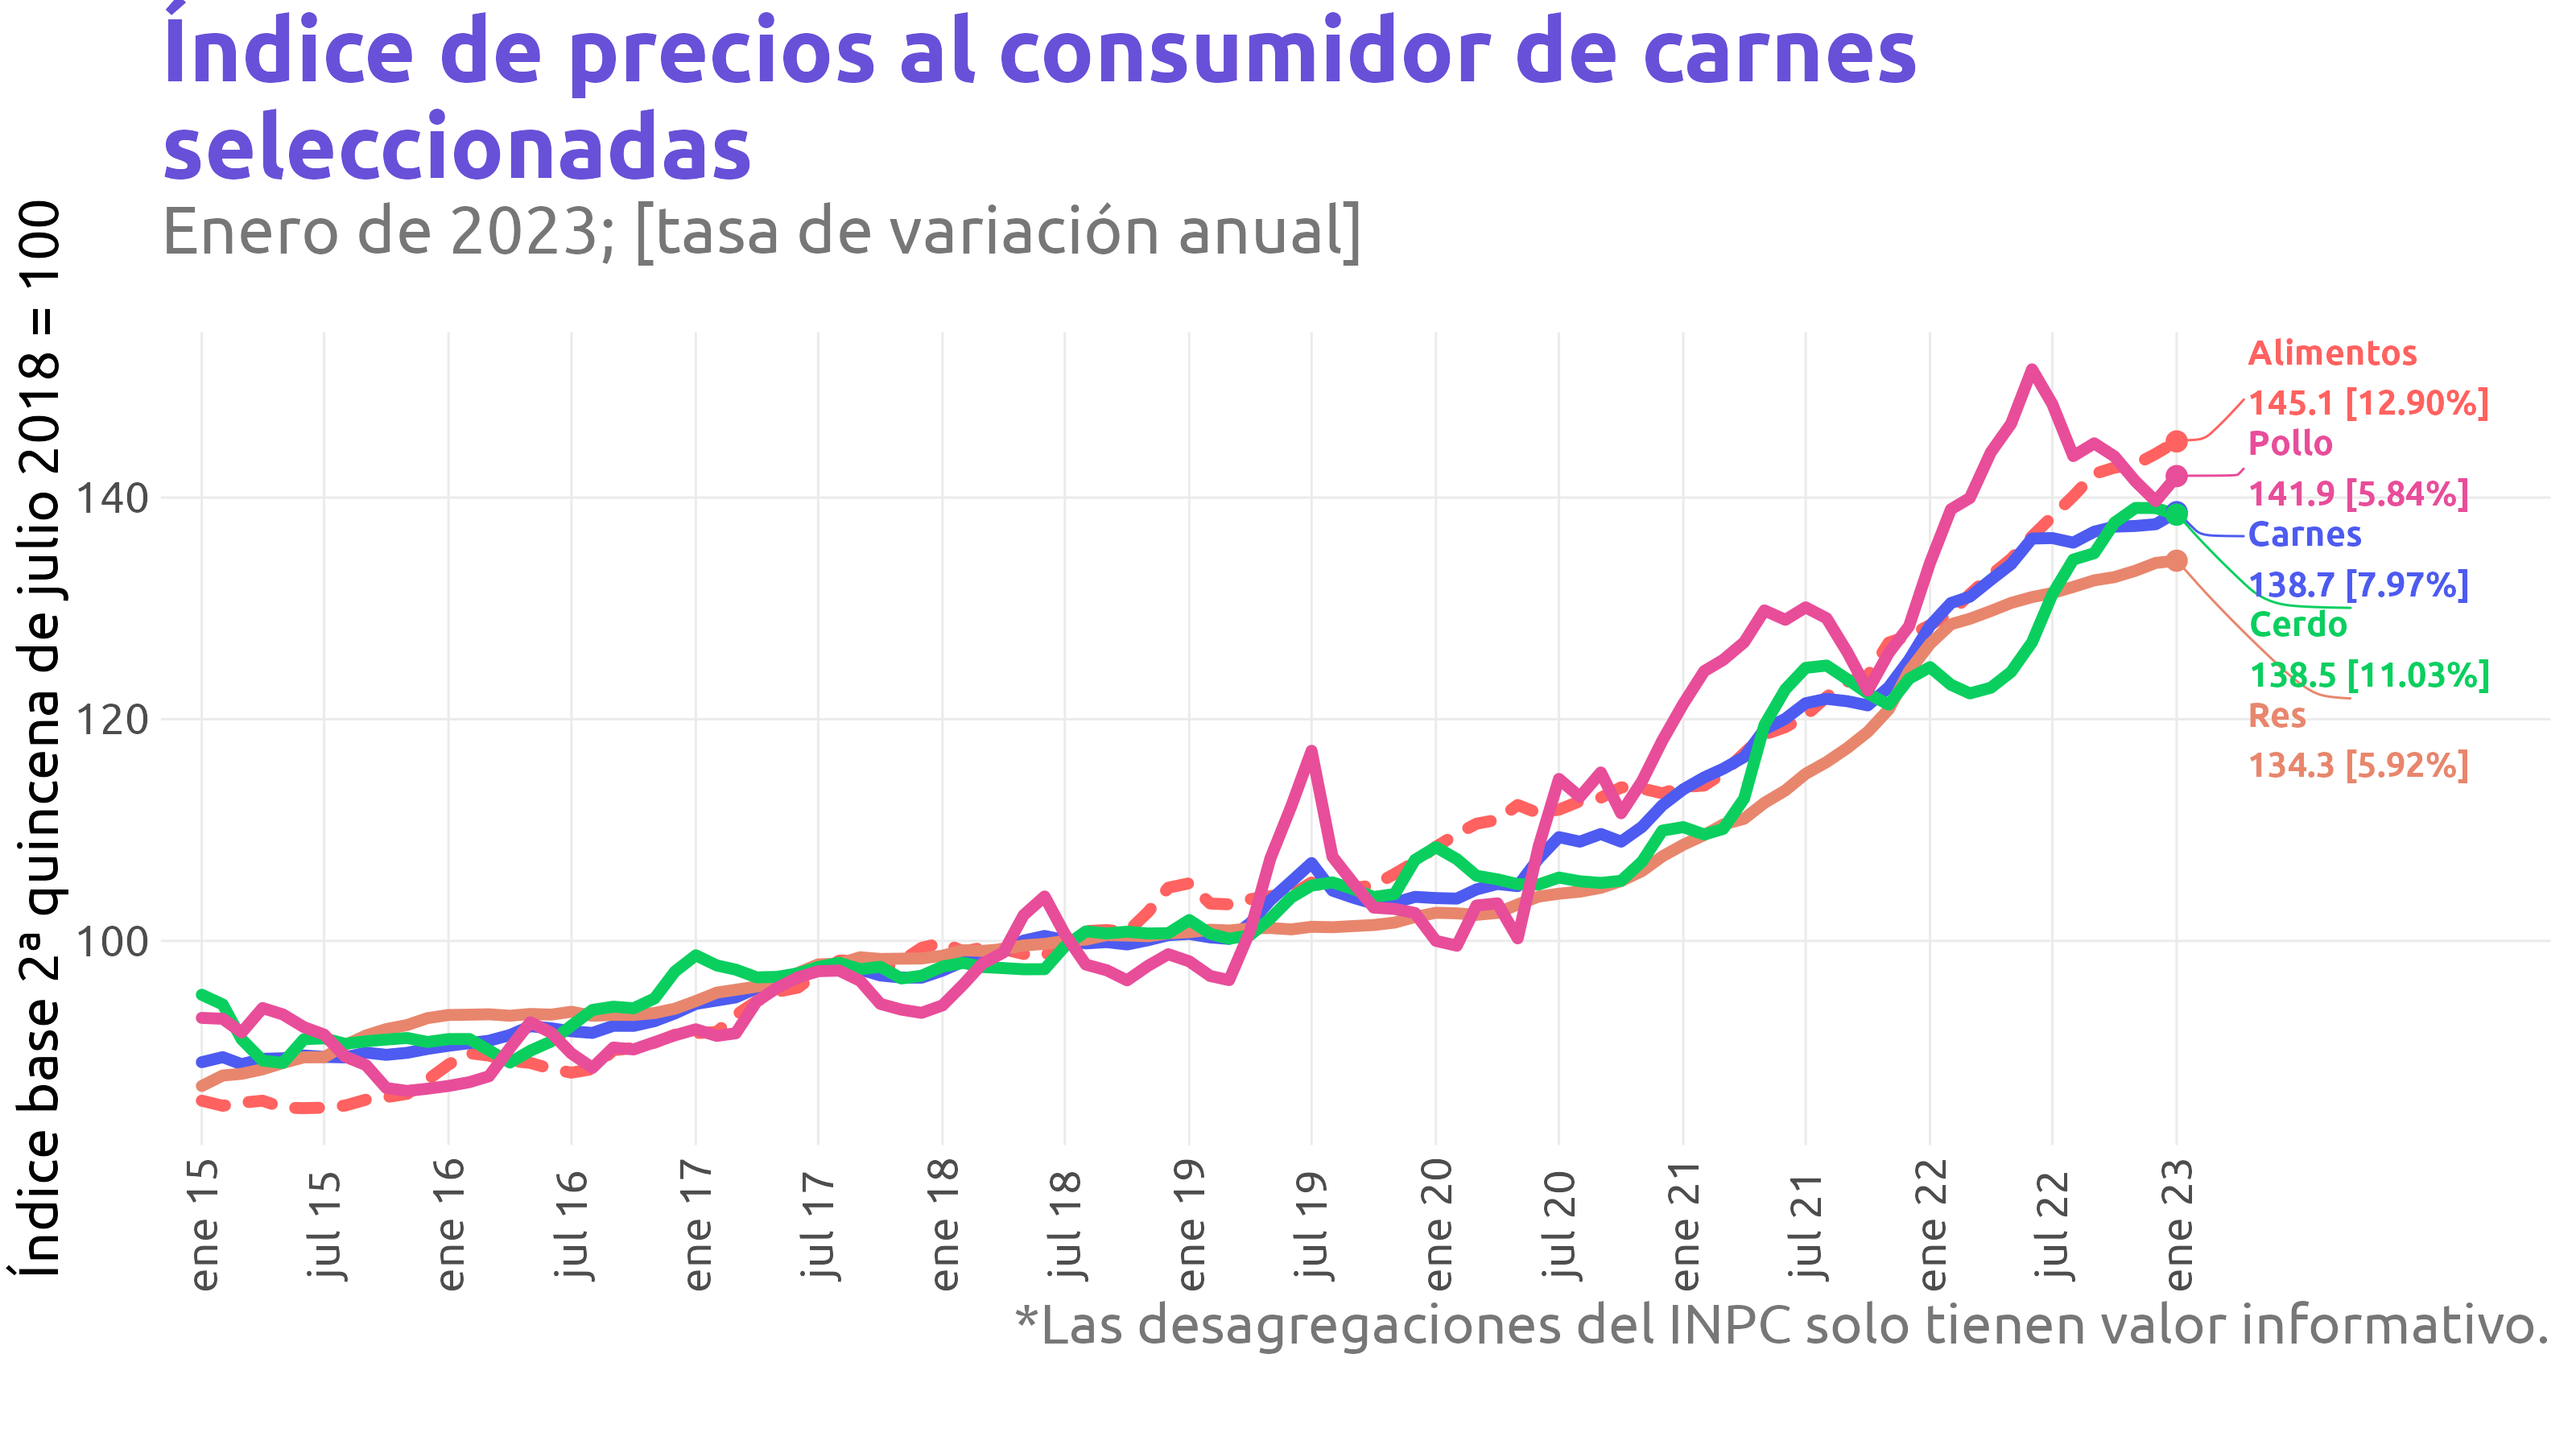 Índice de precios al consumidor de carnes
seleccionadas
Enero de 2023; [tasa de variación anual]
Índice base 2ª quincena de julio 2018 = 100
140
120
100
Alimentos
145.1 [12.90%]
Pollo
141.9 [5.84%]
Carnes
138.7 [7.97%]
Cerdo
138.5 [11.03%]
Res
134.3 [5.92%]
ene 15
jul 15
ene 16
jul 16
ene 17
jul 17
ene 18
jul 18
ene 19
jul 19
ene 20
jul 20
ene 21
jul 21
ene 22
jul 22
ene 23
*Las desagregaciones del INPC solo tienen valor informativo.